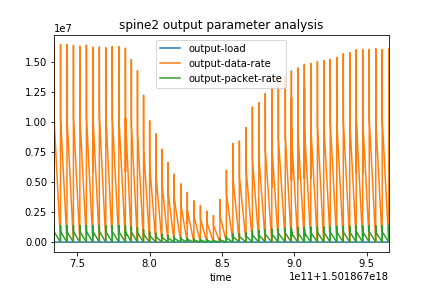 spine2 output parameter analysis
1e7
output-load
output-data-rate
output-packet-rate
1.50
1.25
1.00
0.75
0.50
0.25
0.00
7.5 8.0 8.5 9.0 9.5
time
1e11+1.501867e18